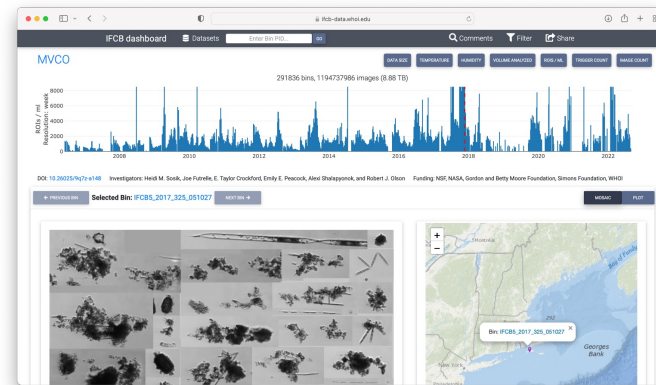 ifcb-data.whoi.edu
IFCB dashboard Datasets Enter Bin PID... GO Comments Filter Share
MVCO
DATA SIZE TEMPERATURE HUMIDITY VOLUME ANALYZED ROIS / ML TRIGGER COUNT IMAGE COUNT
291836 bins, 1194737986 images (8.88 TB)
ROIs / ml
Resolution: week
8000
6000
4000
2000
0
2008 2010 2012 2014 2016 2018 2020 2022
DOI: 10.26025/9q7z-a148 Investigators: Heidi M. Sosik, Joe Futrelle, E. Taylor Crockford, Emily E. Peacock, Alexi Shalapyonok, and Robert J. Olson Funding: NSF, NASA, Gordon and Betty Moore Foundation, Simons Foundation, WHOI
← PREVIOUS BIN Selected Bin: IFCB5_2017_325_051027 NEXT BIN → MOSAIC PLOT
+
−
Montréal
Bay of Fundy
292
Bin: IFCB5_2017_325_051027 ×
Georges
Bank
New York
Philadelphia